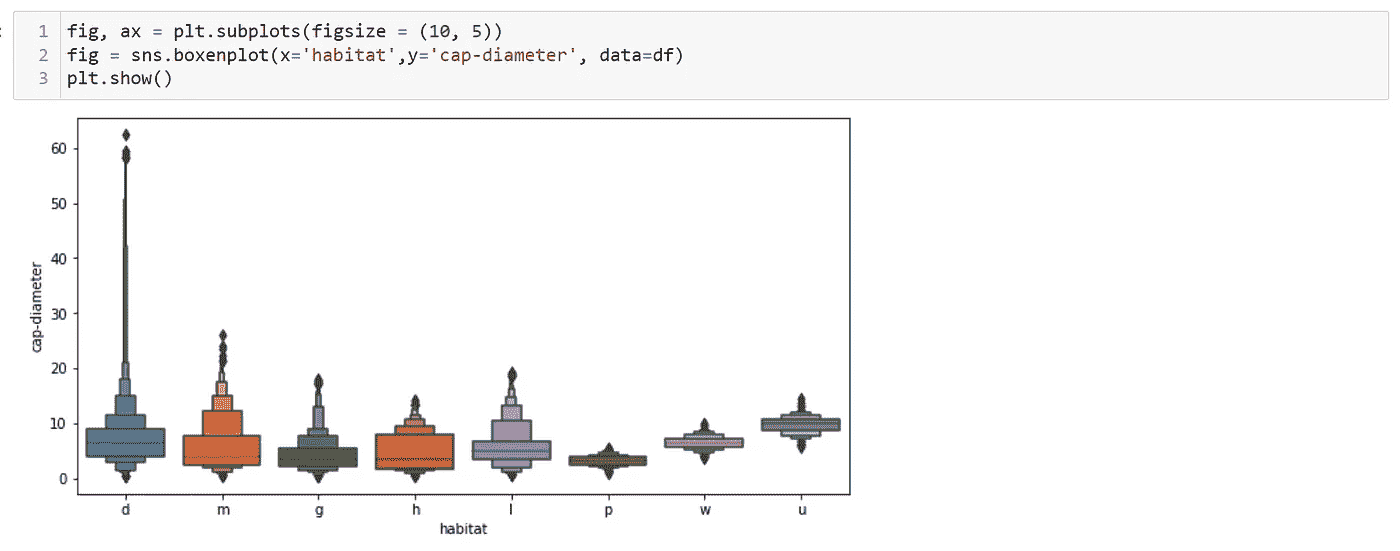 1 fig, ax = plt.subplots(figsize = (10, 5))
2 fig = sns.boxenplot(x='habitat',y='cap-diameter', data=df)
3 plt.show()
60
50
40
30
20
10
0
cap-diameter
d m g h l p w u
habitat